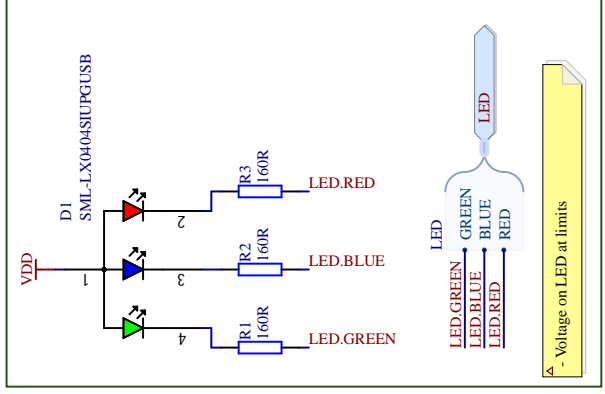 D1
SML-LX0404SIUPGUSB
VDD
1
2
3
4
R3
160R
LED.RED
R2
160R
LED.BLUE
R1
160R
LED.GREEN
LED
LED
GREEN
BLUE
RED
LED.GREEN
LED.BLUE
LED.RED
- Voltage on LED at limits